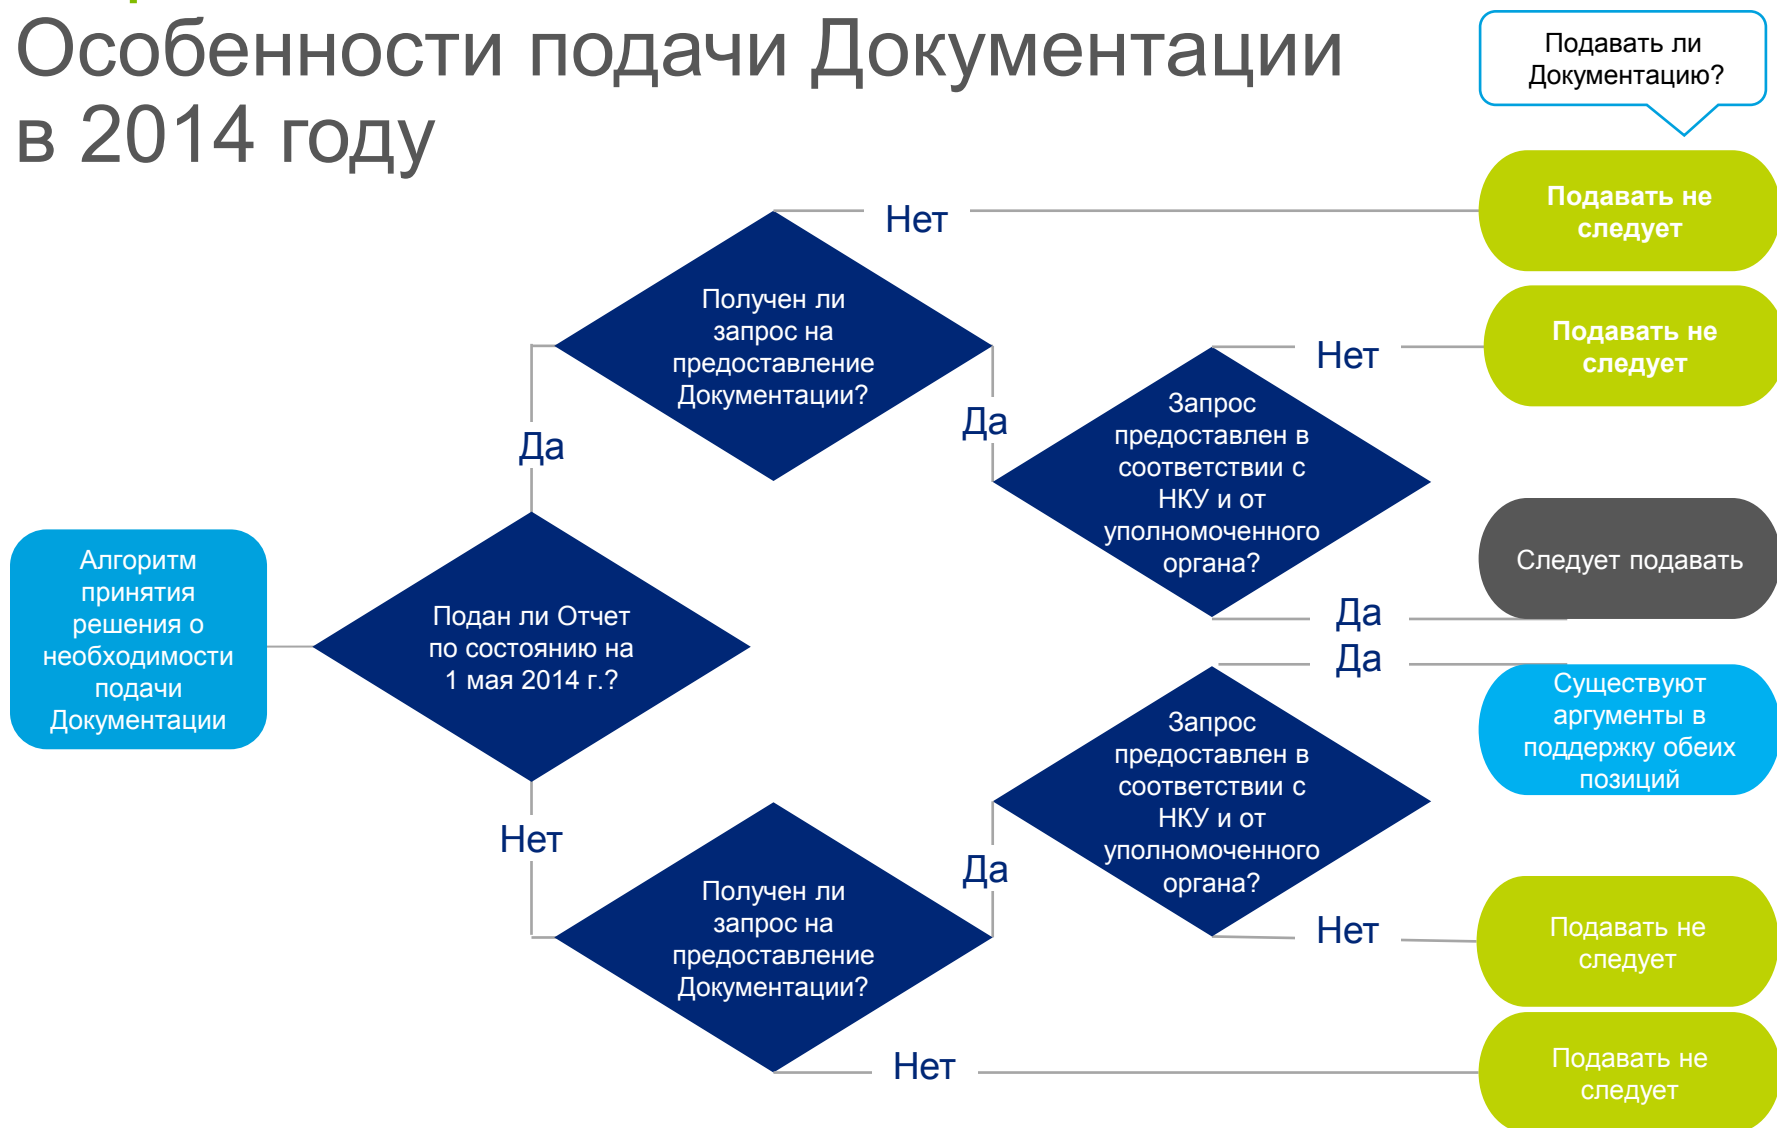 Особенности подачи Документации
в 2014 году
Подавать ли
Документацию?
Нет
Подавать не
следует
Получен ли
запрос на
предоставление
Документации?
Нет
Подавать не
следует
Да
Да
Запрос
предоставлен в
соответствии с
НКУ и от
уполномоченного
органа?
Следует подавать
Алгоритм
принятия
решения о
необходимости
подачи
Документации
Подан ли Отчет
по состоянию на
1 мая 2014 г.?
Да
Да
Существуют
аргументы в
поддержку обеих
позиций
Запрос
предоставлен в
соответствии с
НКУ и от
уполномоченного
органа?
Нет
Да
Получен ли
запрос на
предоставление
Документации?
Нет
Подавать не
следует
Нет
Подавать не
следует